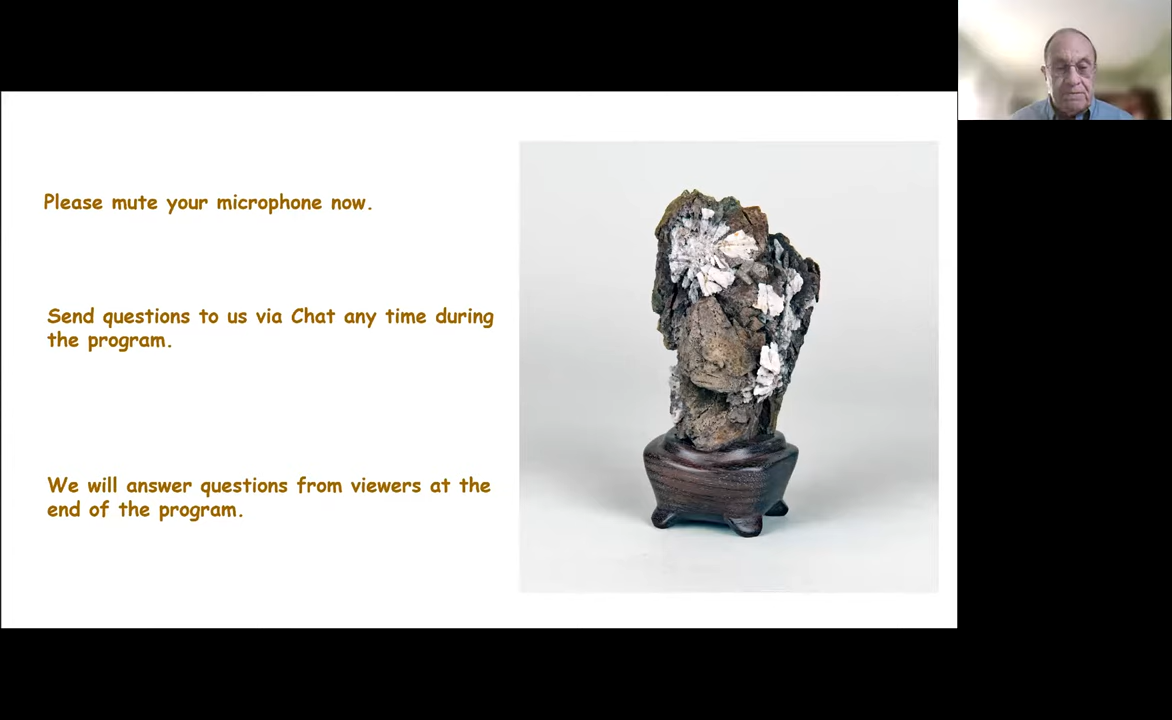 Please mute your microphone now.
Send questions to us via Chat any time during
the program.
We will answer questions from viewers at the
end of the program.